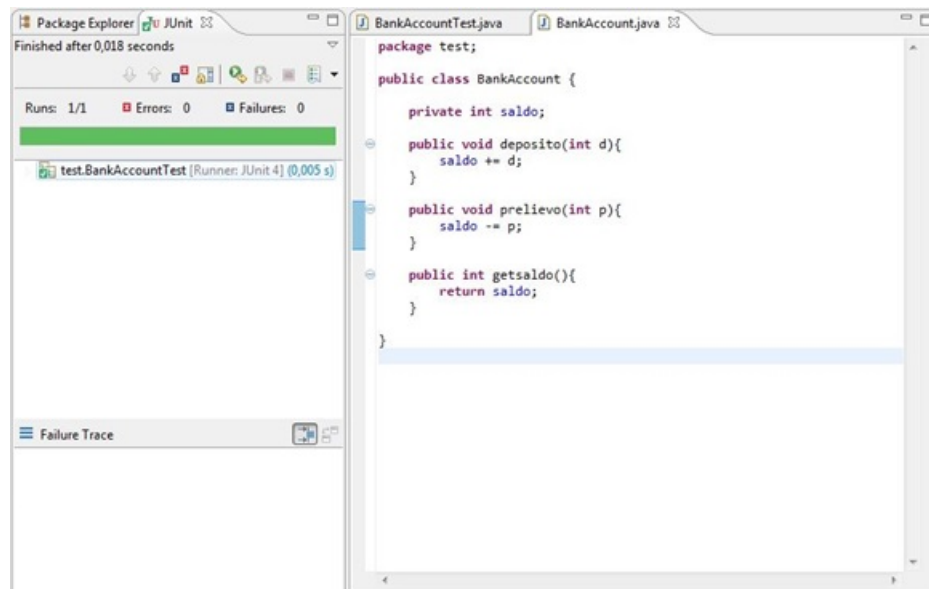 Package Explorer JUnit
Finished after 0,018 seconds
Runs: 1/1 Errors: 0 Failures: 0
test.BankAccountTest [Runner: JUnit 4] (0,005 s)
Failure Trace
BankAccountTest.java BankAccount.java
package test;
public class BankAccount {
private int saldo;
public void deposito(int d){
saldo += d;
}
public void prelievo(int p){
saldo -= p;
}
public int getsaldo(){
return saldo;
}
}